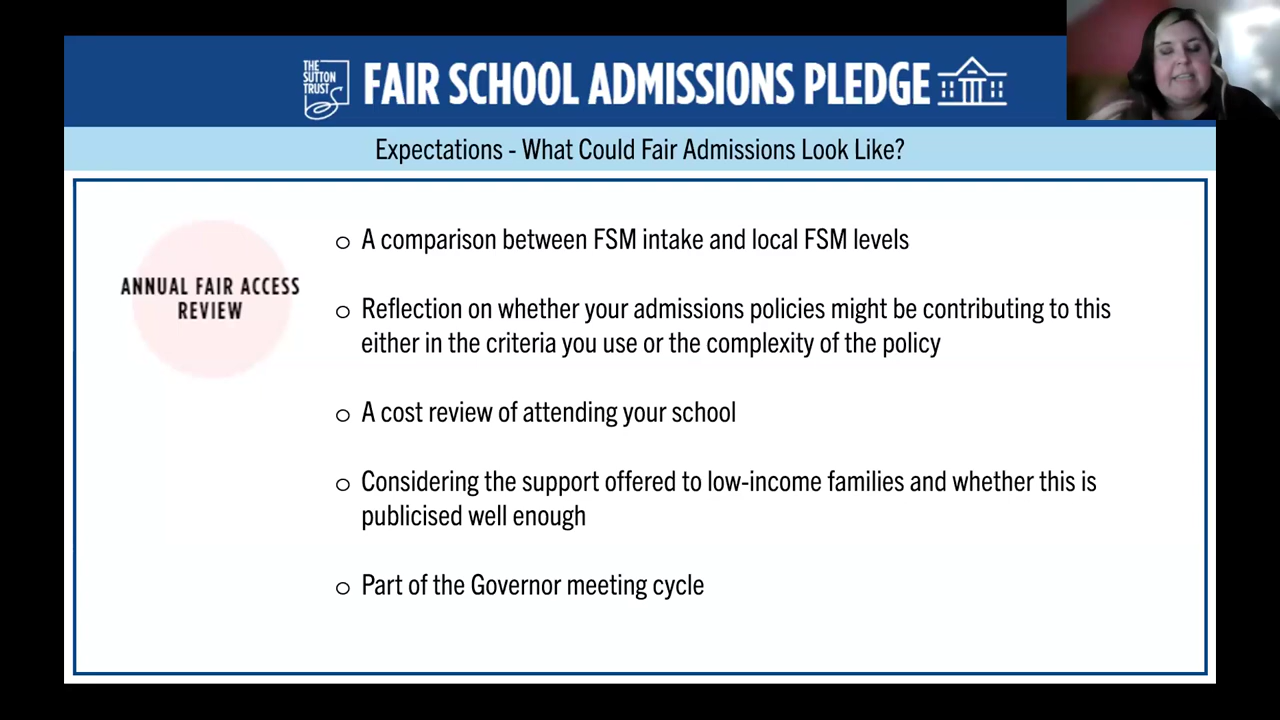 THE
SUTTON
TRUST
FAIR SCHOOL ADMISSIONS PLEDGE
Expectations - What Could Fair Admissions Look Like?
ANNUAL FAIR ACCESS
REVIEW
o A comparison between FSM intake and local FSM levels
o Reflection on whether your admissions policies might be contributing to this
either in the criteria you use or the complexity of the policy
o A cost review of attending your school
o Considering the support offered to low-income families and whether this is
publicised well enough
o Part of the Governor meeting cycle